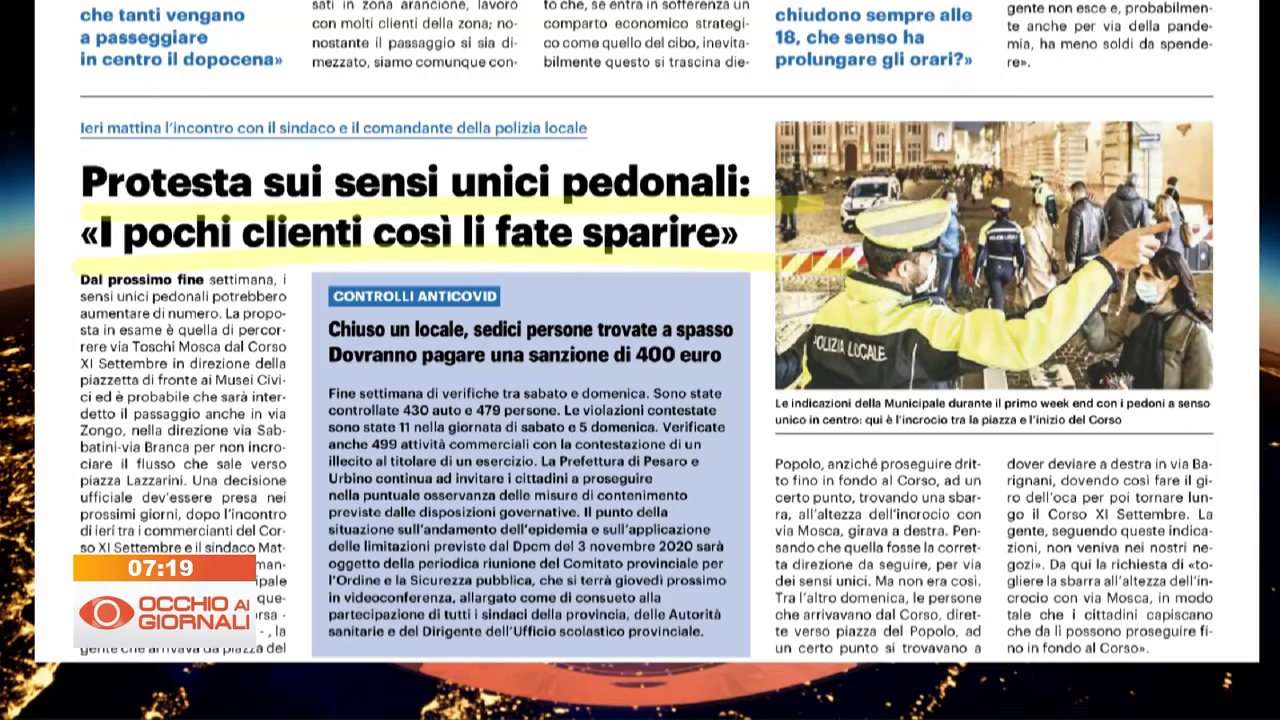 che tanti vengano
a passeggiare
in centro il dopocena»
sati in zona arancione, lavoro
con molti clienti della zona; no-
nostante il passaggio si sia di-
mezzato, siamo comunque con-
to che, se entra in sofferenza un
comparto economico strategi-
co come quello del cibo, inevita-
bilmente questo si trascina die-
chiudono sempre alle
18, che senso ha
prolungare gli orari?»
gente non esce e, probabilmen-
te anche per via della pande-
mia, ha meno soldi da spende-
re».
Ieri mattina l'incontro con il sindaco e il comandante della polizia locale
Protesta sui sensi unici pedonali:
«I pochi clienti così li fate sparire»
Dal prossimo fine settimana, i
sensi unici pedonali potrebbero
aumentare di numero. La propo-
sta in esame è quella di percor-
rere via Toschi Mosca dal Corso
XI Settembre in direzione della
piazzetta di fronte ai Musei Civi-
ci ed è probabile che sarà inter-
detto il passaggio anche in via
Zongo, nella direzione via Sab-
batini-via Branca per non incro-
ciare il flusso che sale verso
piazza Lazzarini. Una decisione
ufficiale dev'essere presa nei
prossimi giorni, dopo l'incontro
di ieri tra i commercianti del Cor-
so XI Settembre e il sindaco Mat-
gente che arrivava da piazza del
CONTROLLI ANTICOVID
Chiuso un locale, sedici persone trovate a spasso
Dovranno pagare una sanzione di 400 euro
Fine settimana di verifiche tra sabato e domenica. Sono state
controllate 430 auto e 479 persone. Le violazioni contestate
sono state 11 nella giornata di sabato e 5 domenica. Verificate
anche 499 attività commerciali con la contestazione di un
illecito al titolare di un esercizio. La Prefettura di Pesaro e
Urbino continua ad invitare i cittadini a proseguire
nella puntuale osservanza delle misure di contenimento
previste dalle disposizioni governative. Il punto della
situazione sull'andamento dell'epidemia e sull'applicazione
delle limitazioni previste dal Dpcm del 3 novembre 2020 sarà
oggetto della periodica riunione del Comitato provinciale per
l'Ordine e la Sicurezza pubblica, che si terrà giovedì prossimo
in videoconferenza, allargato come di consueto alla
partecipazione di tutti i sindaci della provincia, delle Autorità
sanitarie e del Dirigente dell'Ufficio scolastico provinciale.
POLIZIA LOCALE
Le indicazioni della Municipale durante il primo week end con i pedoni a senso
unico in centro: qui è l'incrocio tra la piazza e l'inizio del Corso
Popolo, anziché proseguire drit-
to fino in fondo al Corso, ad un
certo punto, trovando una sbar-
ra, all'altezza dell'incrocio con
via Mosca, girava a destra. Pen-
sando che quella fosse la corret-
ta direzione da seguire, per via
dei sensi unici. Ma non era così.
Tra l'altro domenica, le persone
che arrivavano dal Corso, diret-
te verso piazza del Popolo, ad
un certo punto si trovavano a
dover deviare a destra in via Ba-
rignani, dovendo così fare il gi-
ro dell'oca per poi tornare lun-
go il Corso XI Settembre. La
gente, seguendo queste indica-
zioni, non veniva nei nostri ne-
gozi». Da qui la richiesta di «to-
gliere la sbarra all'altezza dell'in-
crocio con via Mosca, in modo
tale che i cittadini capiscano
che da lì possono proseguire fi-
no in fondo al Corso».
07:19
OCCHIO AI
GIORNALI